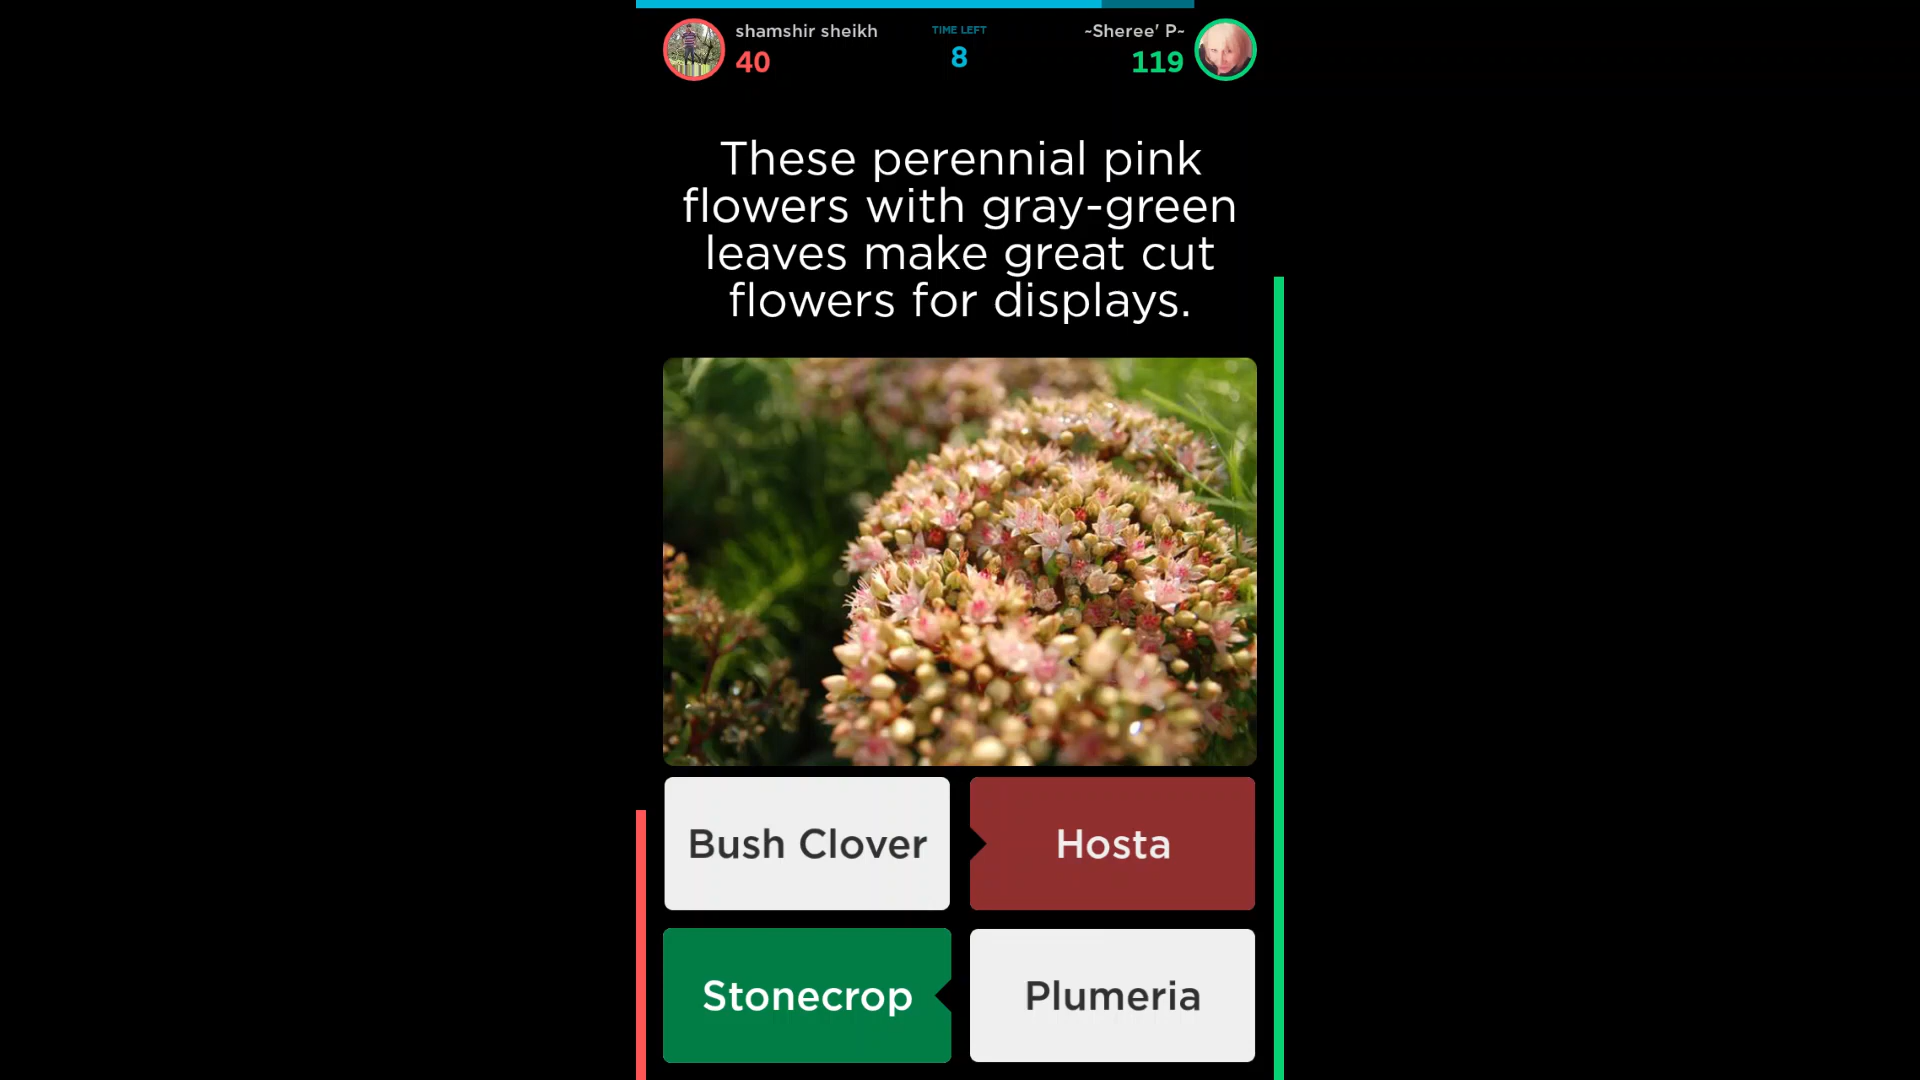 shamshir sheikh
40
TIME LEFT
8
~Sheree' P~
119
These perennial pink
flowers with gray-green
leaves make great cut
flowers for displays.
Bush Clover
Hosta
Stonecrop
Plumeria